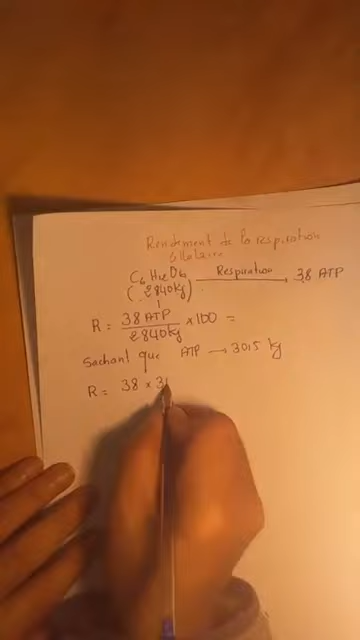 Rendement de la respiration
cellulaire
C6 H12 O6 Respiration → 38 ATP
(2840kj)
R = 38 ATP / 2840kj × 100 =
Sachant que ATP → 30,5 kj
R = 38 × 3